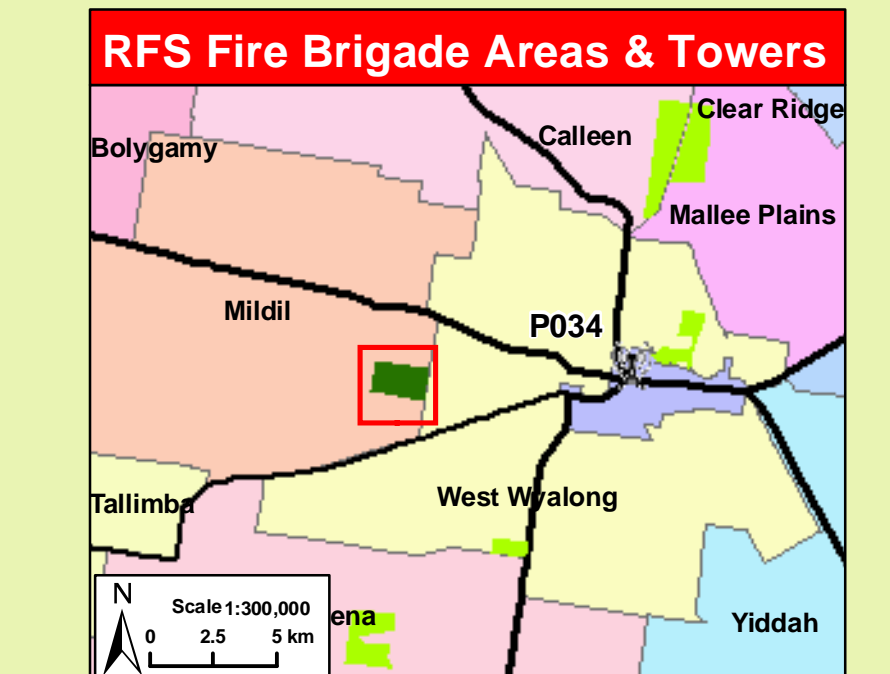 RFS Fire Brigade Areas & Towers
Clear Ridge
Calleen
Bolygamy
Mallee Plains
Mildil
P034
West Wyalong
Tallimba
N
Scale 1:300,000
ena
0 2.5 5 km
Yiddah